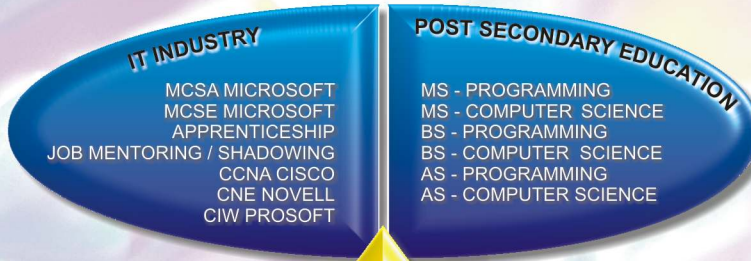 IT INDUSTRY
MCSA MICROSOFT
MCSE MICROSOFT
APPRENTICESHIP
JOB MENTORING / SHADOWING
CCNA CISCO
CNE NOVELL
CIW PROSOFT
POST SECONDARY EDUCATION
MS - PROGRAMMING
MS - COMPUTER SCIENCE
BS - PROGRAMMING
BS - COMPUTER SCIENCE
AS - PROGRAMMING
AS - COMPUTER SCIENCE